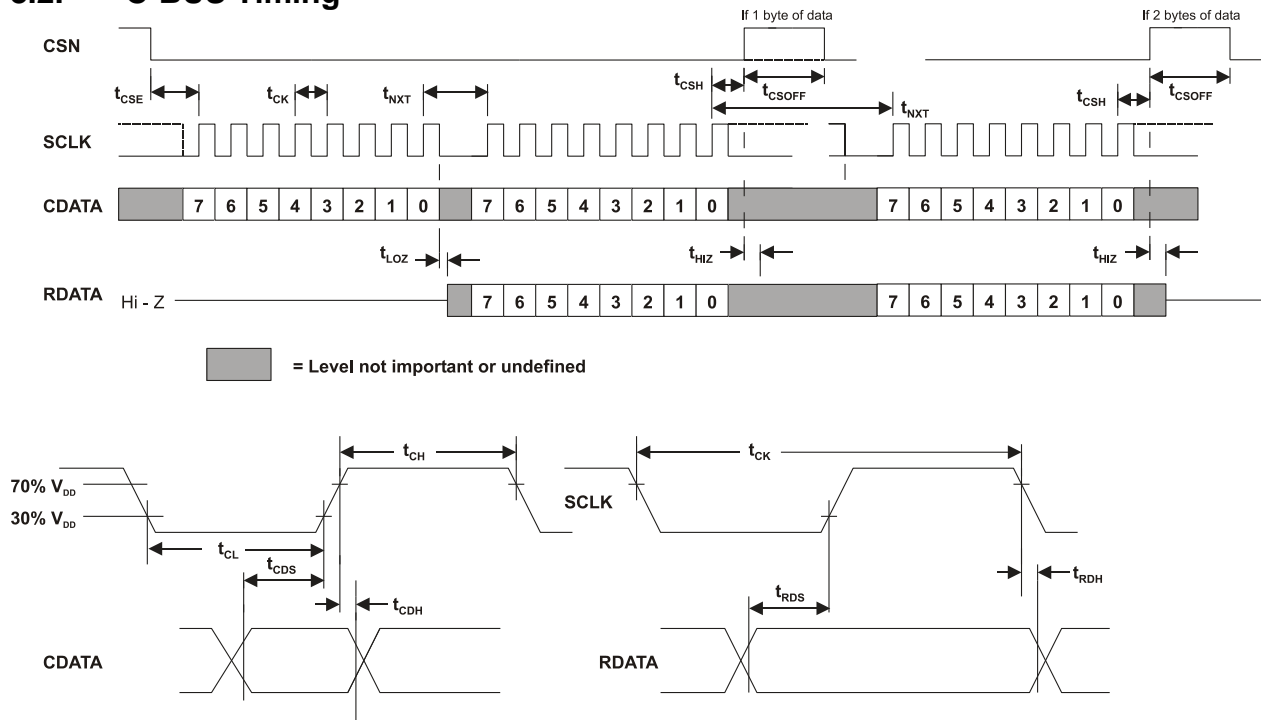 C-BUS Timing
If 1 byte of data
If 2 bytes of data
CSN
tCSE
tCK
tNXT
tCSH
tCSOFF
tNXT
tCSH
tCSOFF
SCLK
CDATA 7 6 5 4 3 2 1 0 7 6 5 4 3 2 1 0 7 6 5 4 3 2 1 0
tLOZ
tHIZ
tHIZ
RDATA Hi - Z 7 6 5 4 3 2 1 0 7 6 5 4 3 2 1 0
= Level not important or undefined
tCH
tCK
70% VDD
SCLK
30% VDD
tCL
tCDS
tCDH
tRDS
tRDH
CDATA
RDATA